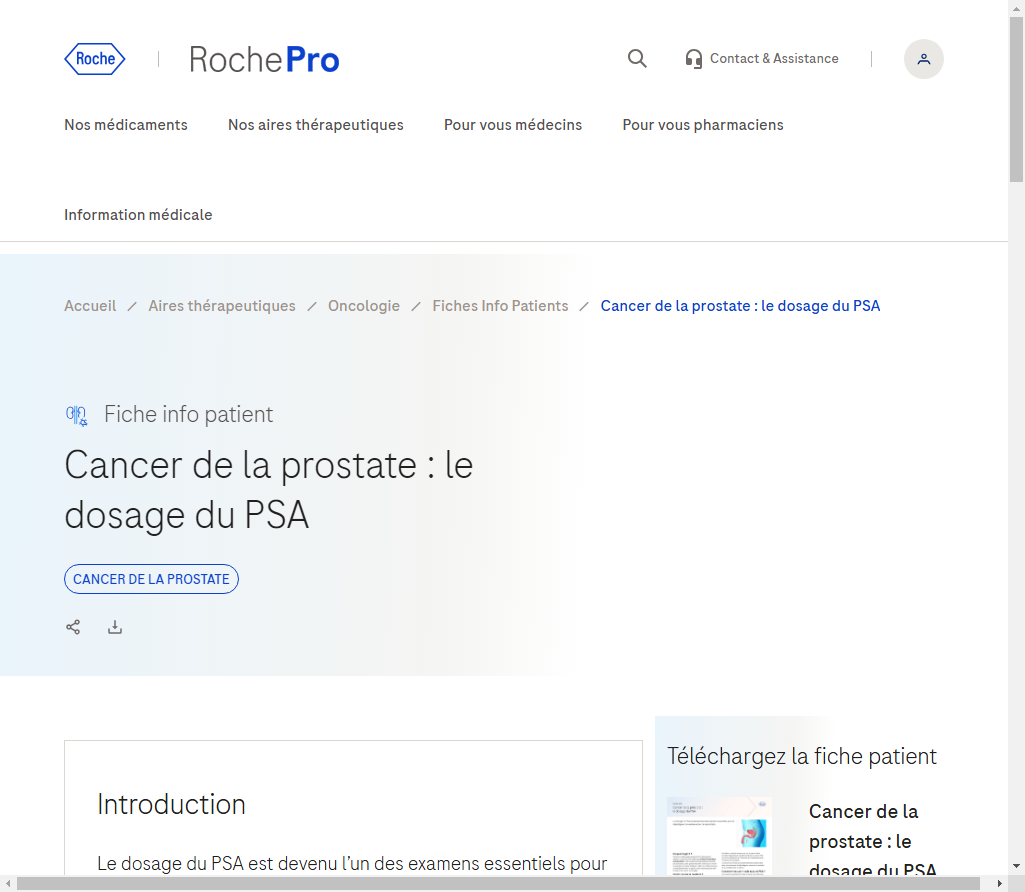 Roche
RochePro
Contact & Assistance
Nos médicaments
Nos aires thérapeutiques
Pour vous médecins
Pour vous pharmaciens
Information médicale
Accueil / Aires thérapeutiques / Oncologie / Fiches Info Patients / Cancer de la prostate : le dosage du PSA
Fiche info patient
Cancer de la prostate : le
dosage du PSA
CANCER DE LA PROSTATE
Introduction
Le dosage du PSA est devenu l’un des examens essentiels pour
Téléchargez la fiche patient
Cancer de la
prostate : le
dosage du PSA